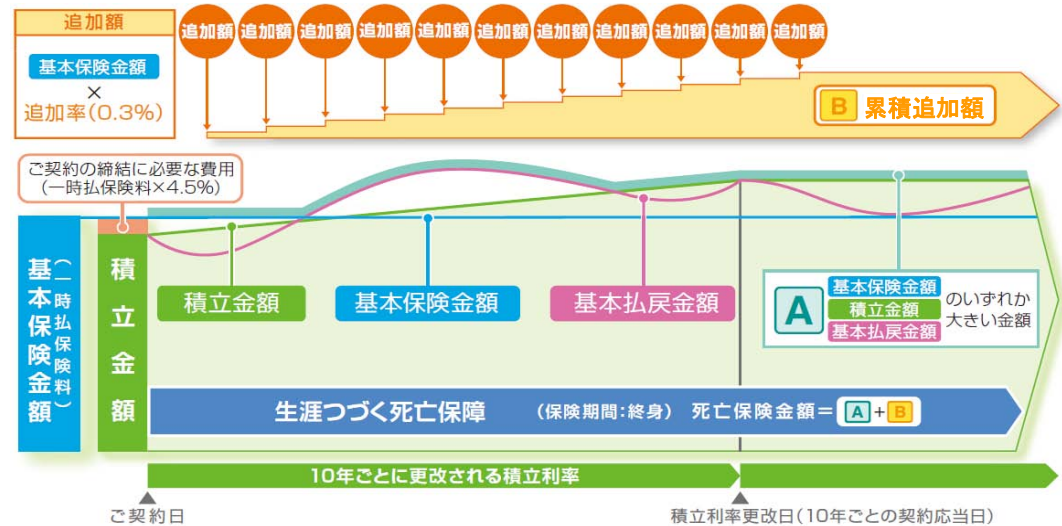 追加額
基本保険金額
×
追加率(0.3%)
追加額 追加額 追加額 追加額 追加額 追加額 追加額 追加額 追加額 追加額 追加額
B 累積追加額
ご契約の締結に必要な費用
(一時払保険料×4.5%)
基本保険金額
(一時払保険料)
積立金額
積立金額
基本保険金額
基本払戻金額
A
基本保険金額
積立金額
基本払戻金額
のいずれか
大きい金額
生涯つづく死亡保障 (保険期間:終身) 死亡保険金額=A+B
10年ごとに更改される積立利率
ご契約日
積立利率更改日(10年ごとの契約応当日)